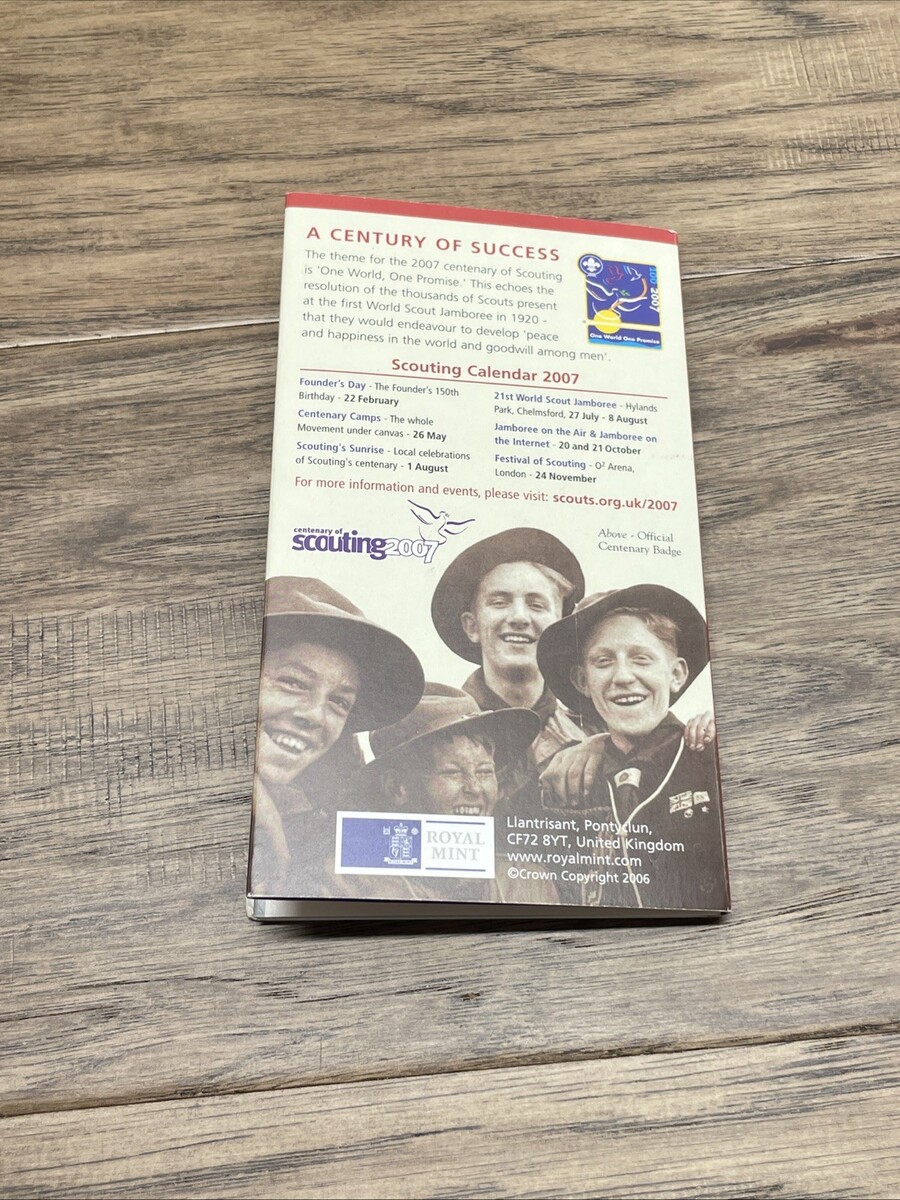 A CENTURY OF SUCCESS
The theme for the 2007 centenary of Scouting
is 'One World, One Promise.' This echoes the
resolution of the thousands of Scouts present
at the first World Scout Jamboree in 1920 -
that they would endeavour to develop 'peace
and happiness in the world and goodwill among men'.
100 2007
One World One Promise
Scouting Calendar 2007
Founder's Day - The Founder's 150th
Birthday - 22 February
Centenary Camps - The whole
Movement under canvas - 26 May
Scouting's Sunrise - Local celebrations
of Scouting's centenary - 1 August
21st World Scout Jamboree - Hylands
Park, Chelmsford, 27 July - 8 August
Jamboree on the Air & Jamboree on
the Internet - 20 and 21 October
Festival of Scouting - O² Arena,
London - 24 November
For more information and events, please visit: scouts.org.uk/2007
centenary of
scouting2007
Above - Official
Centenary Badge
ROYAL
MINT
Llantrisant, Pontyclun,
CF72 8YT, United Kingdom
www.royalmint.com
©Crown Copyright 2006